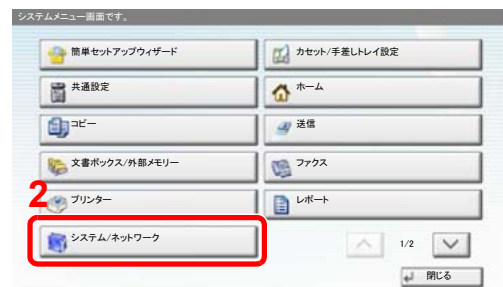 システムメニュー画面です。
簡単セットアップウィザード
カセット/手差しトレイ設定
共通設定
ホーム
コピー
送信
文書ボックス/外部メモリー
ファクス
2
プリンター
レポート
システム/ネットワーク
1/2
閉じる